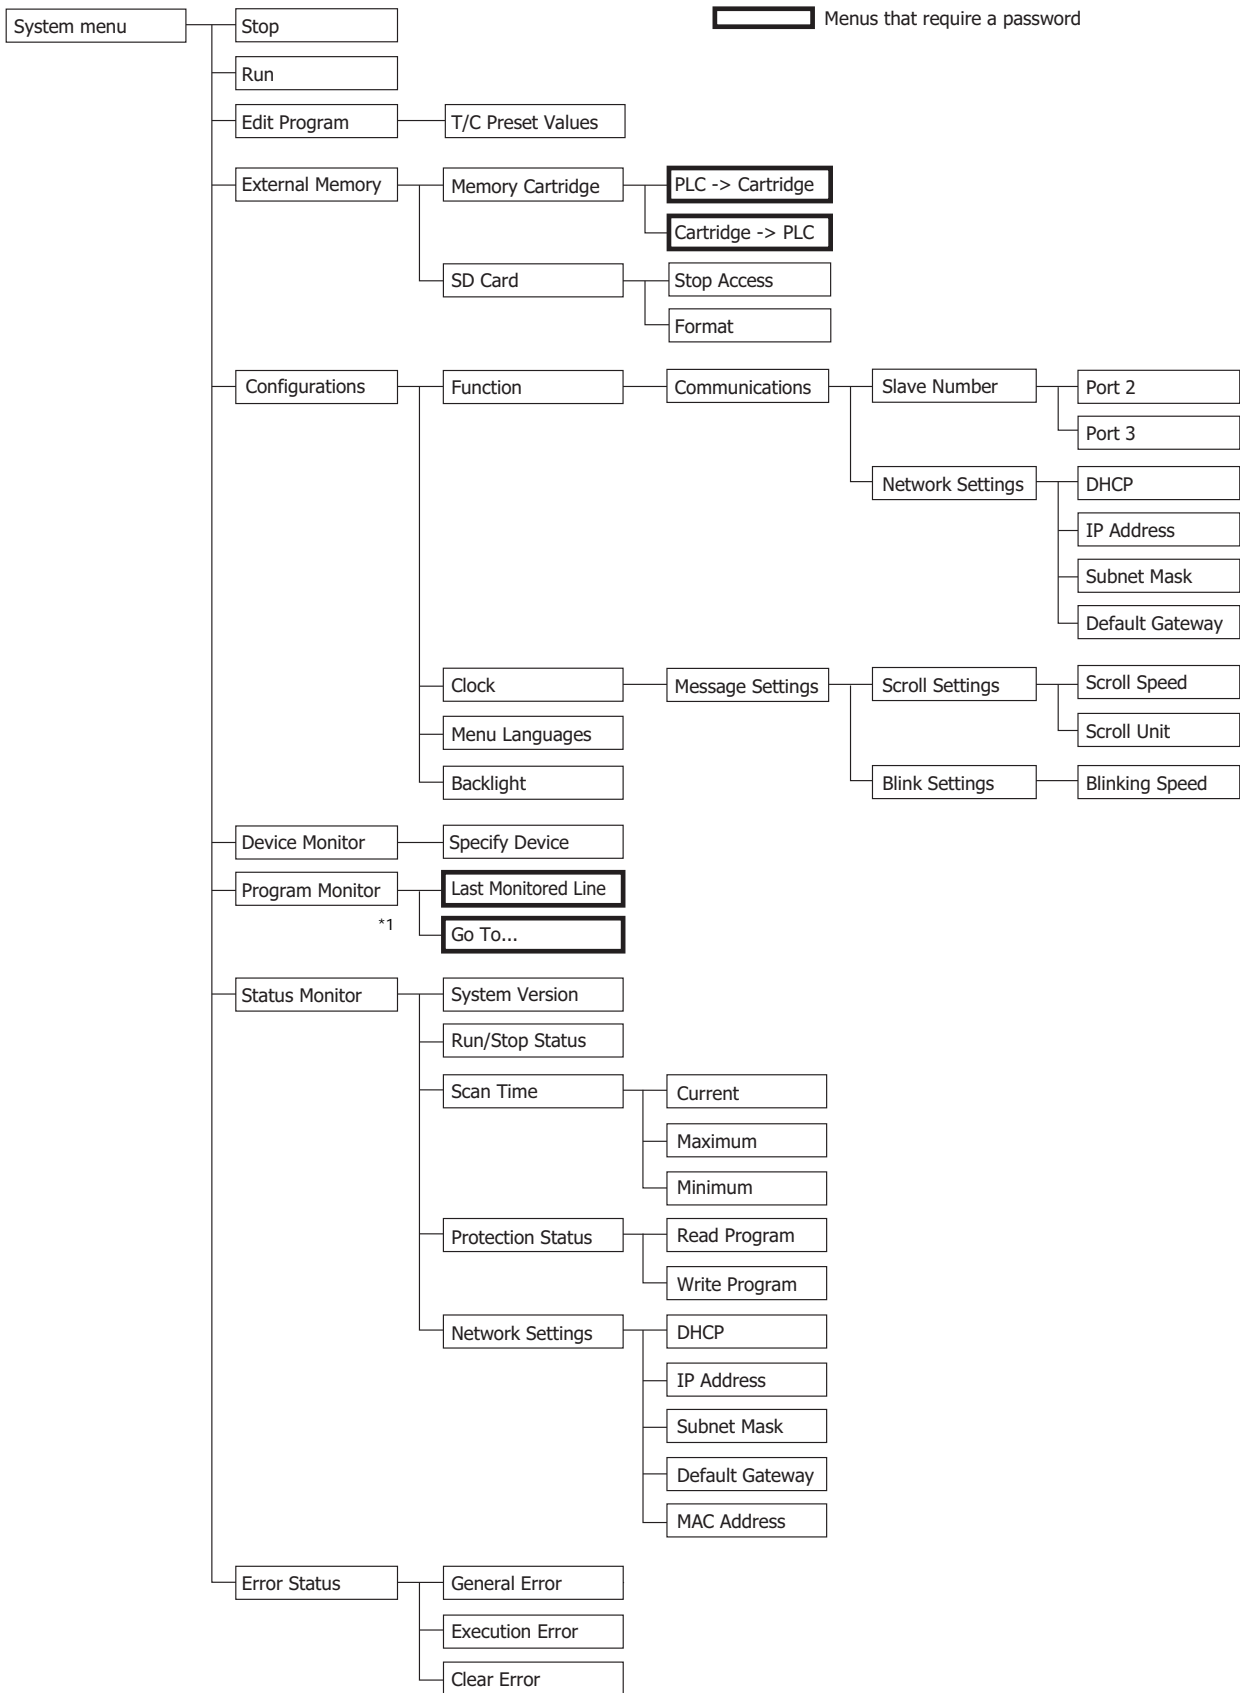 System menu
Stop
Menus that require a password
Run
Edit Program
T/C Preset Values
External Memory
Memory Cartridge
PLC -> Cartridge
Cartridge -> PLC
SD Card
Stop Access
Format
Configurations
Function
Communications
Slave Number
Port 2
Port 3
Network Settings
DHCP
IP Address
Subnet Mask
Default Gateway
Clock
Message Settings
Scroll Settings
Scroll Speed
Scroll Unit
Menu Languages
Backlight
Blink Settings
Blinking Speed
Device Monitor
Specify Device
Program Monitor
Last Monitored Line
*1
Go To...
Status Monitor
System Version
Run/Stop Status
Scan Time
Current
Maximum
Minimum
Protection Status
Read Program
Write Program
Network Settings
DHCP
IP Address
Subnet Mask
Default Gateway
MAC Address
Error Status
General Error
Execution Error
Clear Error